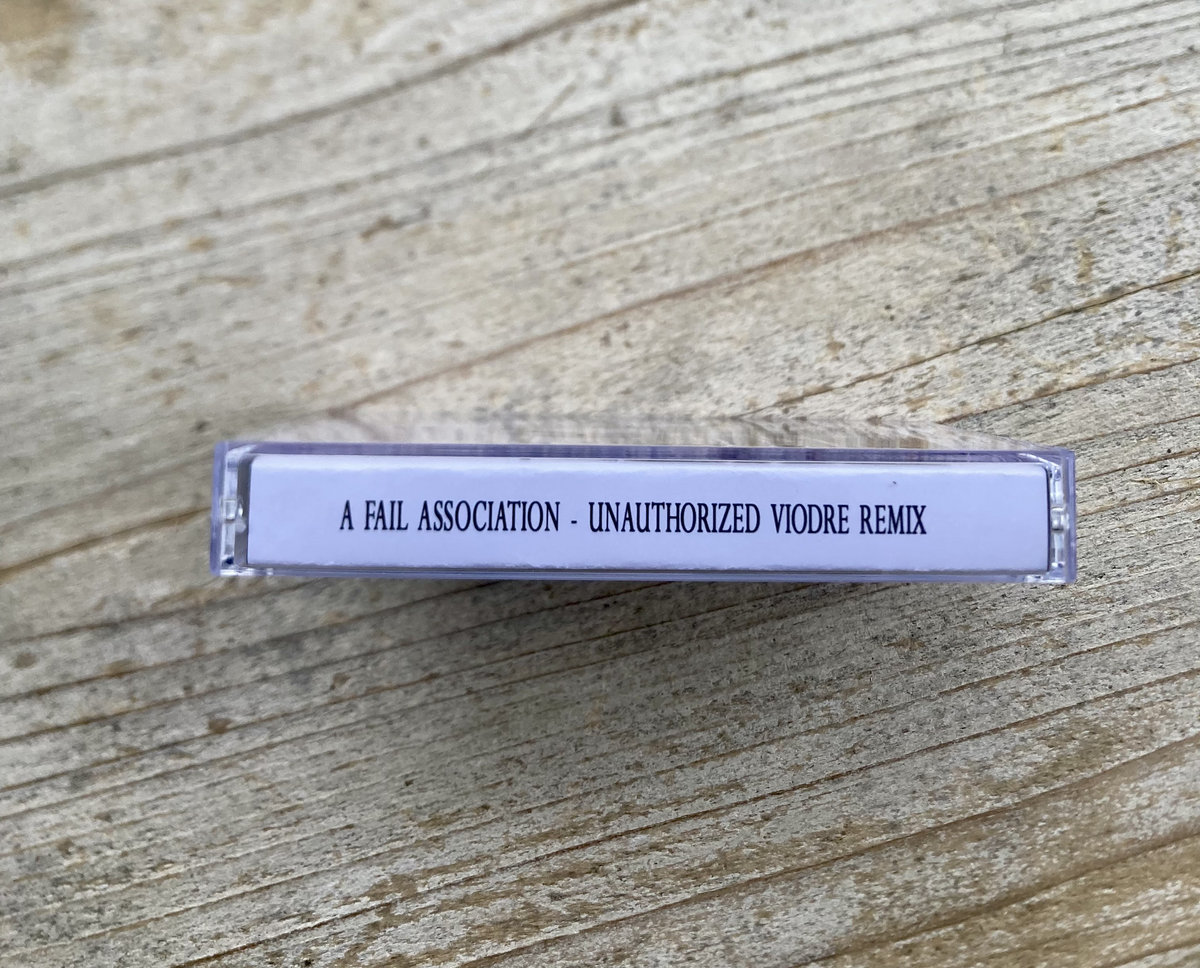 A FAIL ASSOCIATION - UNAUTHORIZED VIODRE REMIX